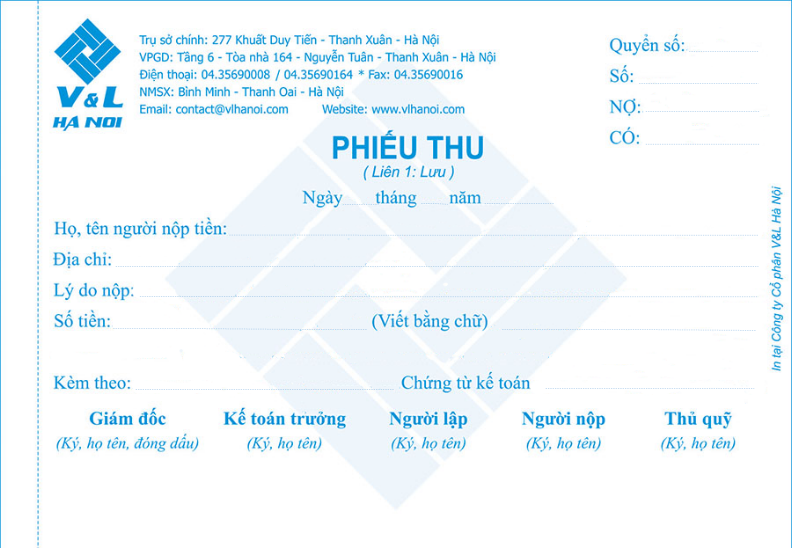 V&L
HÀ NỘI
Trụ sở chính: 277 Khuất Duy Tiến - Thanh Xuân - Hà Nội
VPGD: Tầng 6 - Tòa nhà 164 - Nguyễn Tuân - Thanh Xuân - Hà Nội
Điện thoại: 04.35690008 / 04.35690164 * Fax: 04.35690016
NMSX: Bình Minh - Thanh Oai - Hà Nội
Email: contact@vlhanoi.com Website: www.vlhanoi.com
Quyển số:
Số:
NỢ:
CÓ:
PHIẾU THU
( Liên 1: Lưu )
Ngày tháng năm
Họ, tên người nộp tiền:
Địa chỉ:
Lý do nộp:
Số tiền: (Viết bằng chữ)
Kèm theo: Chứng từ kế toán
Giám đốc Kế toán trưởng Người lập Người nộp Thủ quỹ
(Ký, họ tên, đóng dấu) (Ký, họ tên) (Ký, họ tên) (Ký, họ tên) (Ký, họ tên)
In tại Công ty Cổ phần V&L Hà Nội